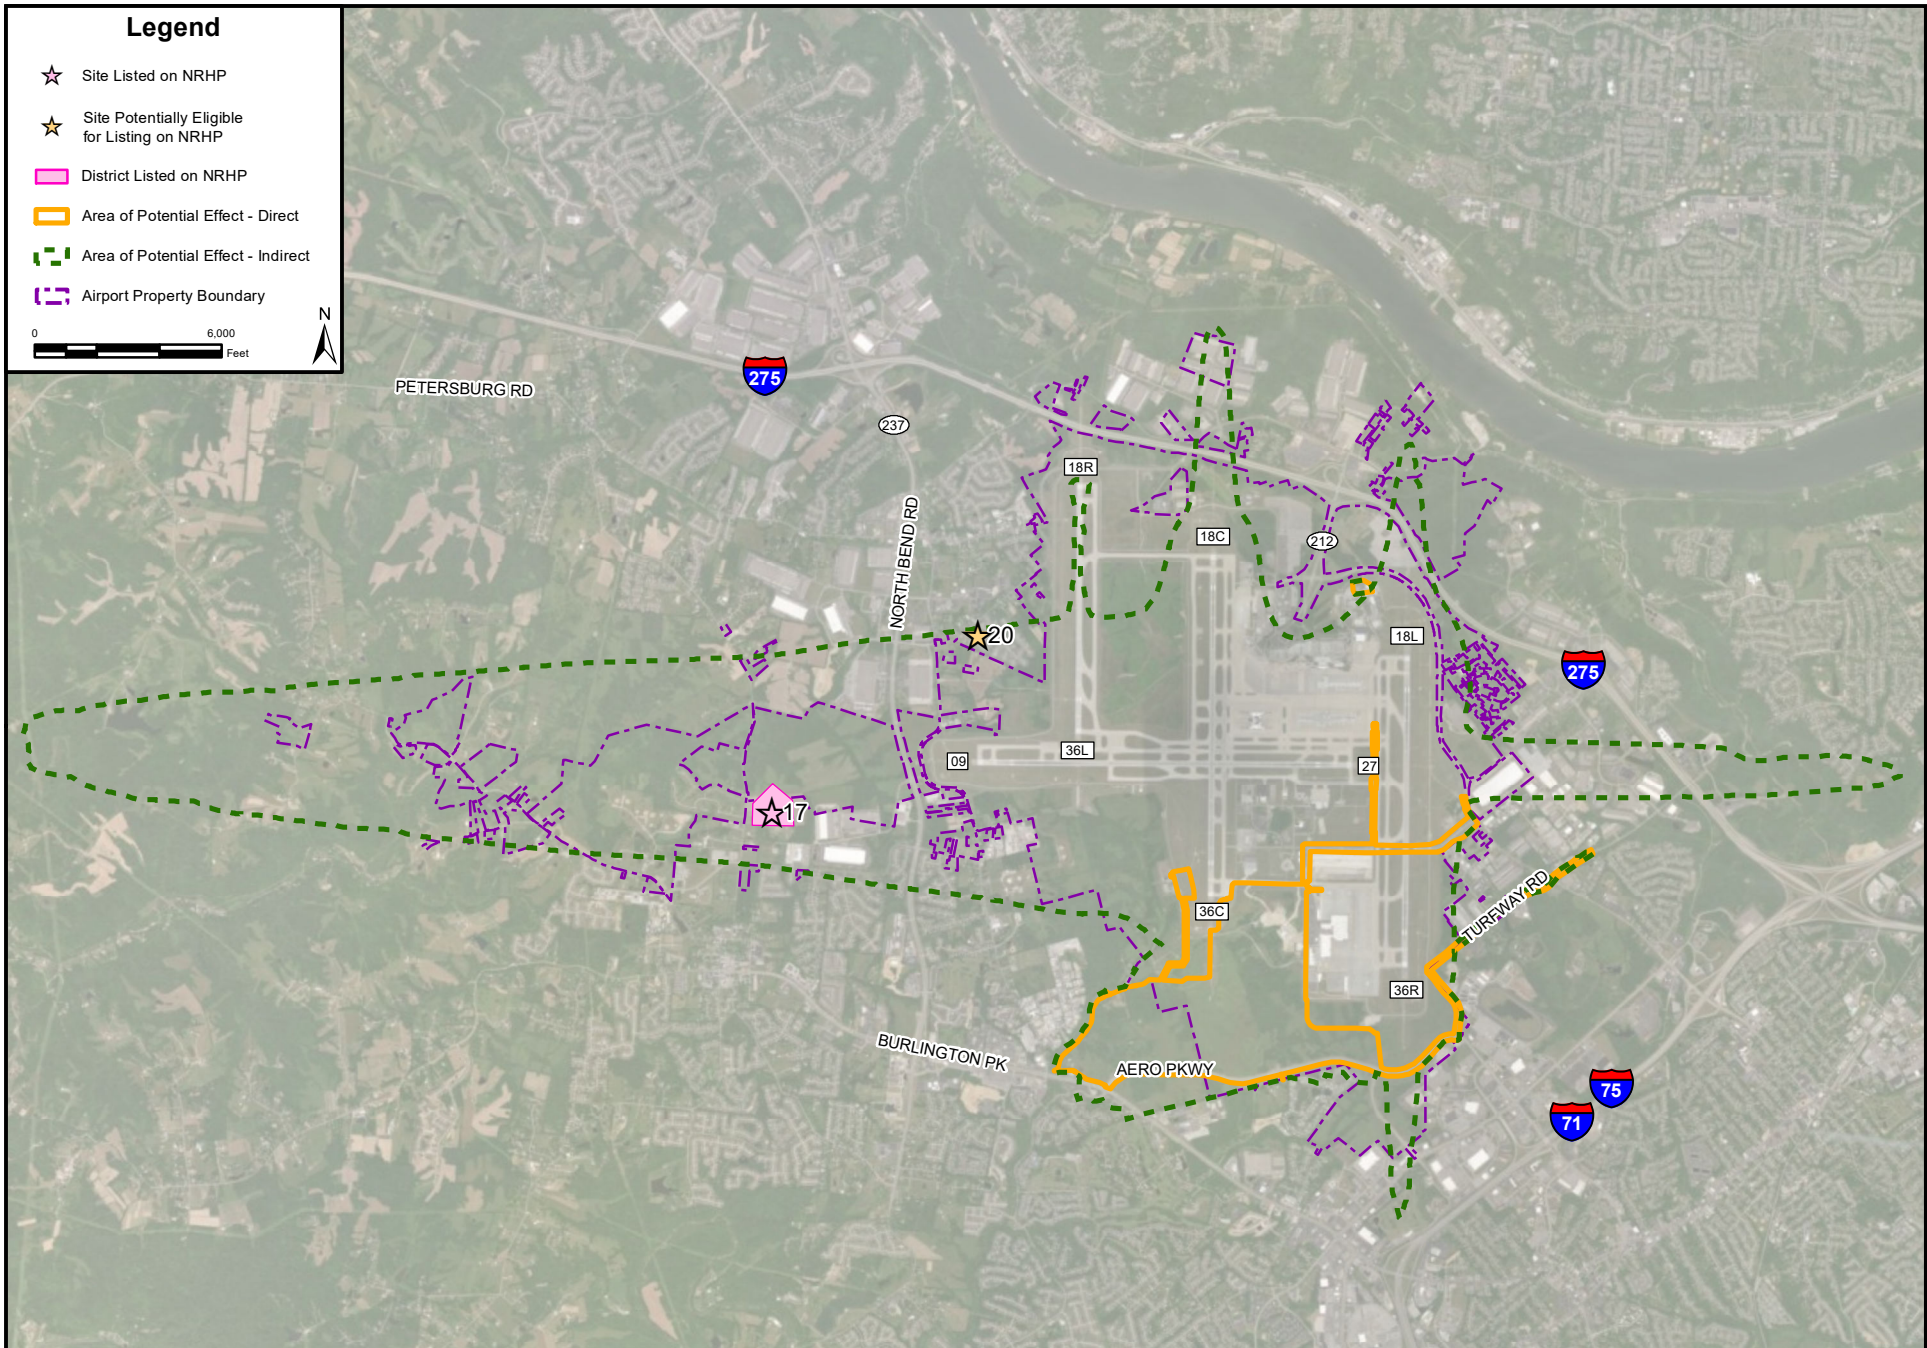 Legend
Site Listed on NRHP
Site Potentially Eligible
for Listing on NRHP
District Listed on NRHP
Area of Potential Effect - Direct
Area of Potential Effect - Indirect
Airport Property Boundary
N
0 6,000
Feet
PETERSBURG RD
275
237
18R
18C
212
NORTH BEND RD
20
18L
275
09
36L
27
17
36C
TURFWAY RD
36R
BURLINGTON PK
AERO PKWY
75
71